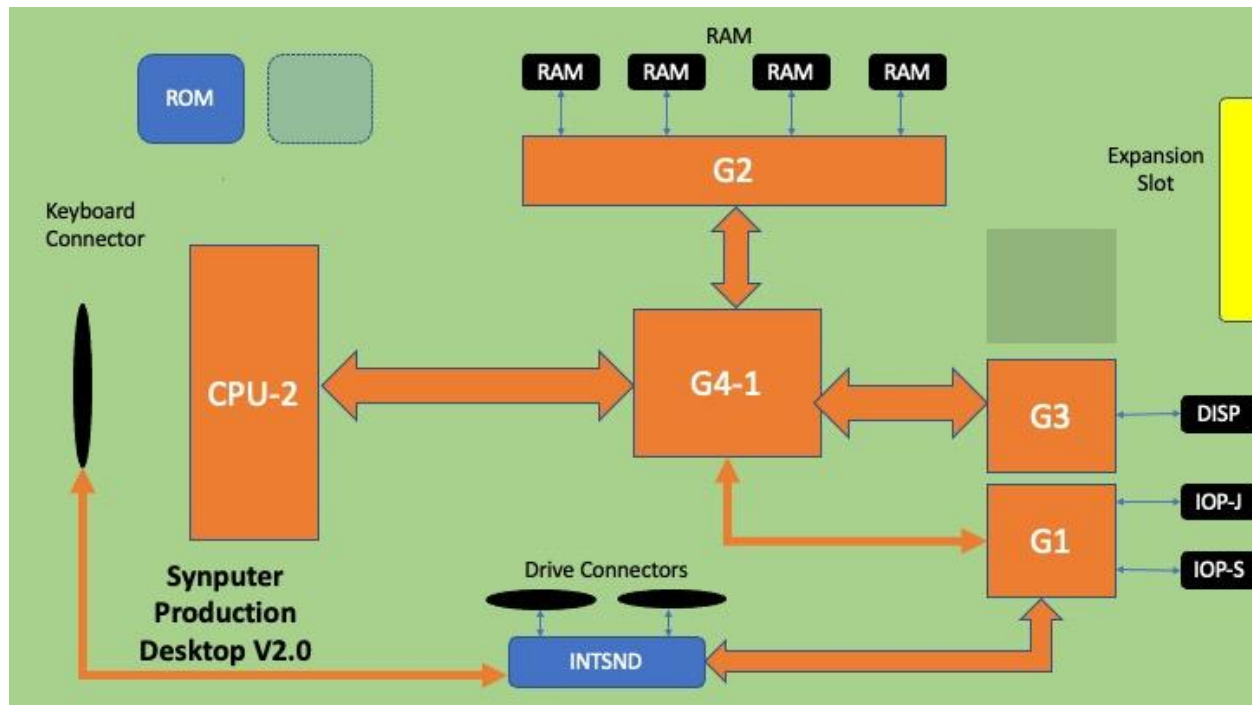 RAM
RAM
RAM
RAM
RAM
ROM
G2
Expansion
Slot
Keyboard
Connector
CPU-2
G4-1
G3
DISP
G1
IOP-J
IOP-S
Synputer
Production
Desktop V2.0
Drive Connectors
INTSND